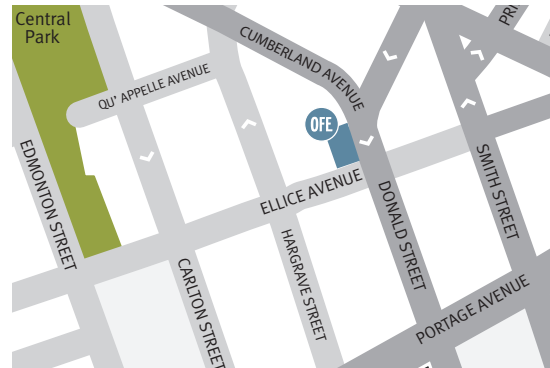 Central
Park
CUMBERLAND AVENUE
PRI
QU' APPELLE AVENUE
OFE
EDMONTON STREET
ELLICE AVENUE
SMITH STREET
DONALD STREET
CARLTON STREET
HARGRAVE STREET
PORTAGE AVENUE